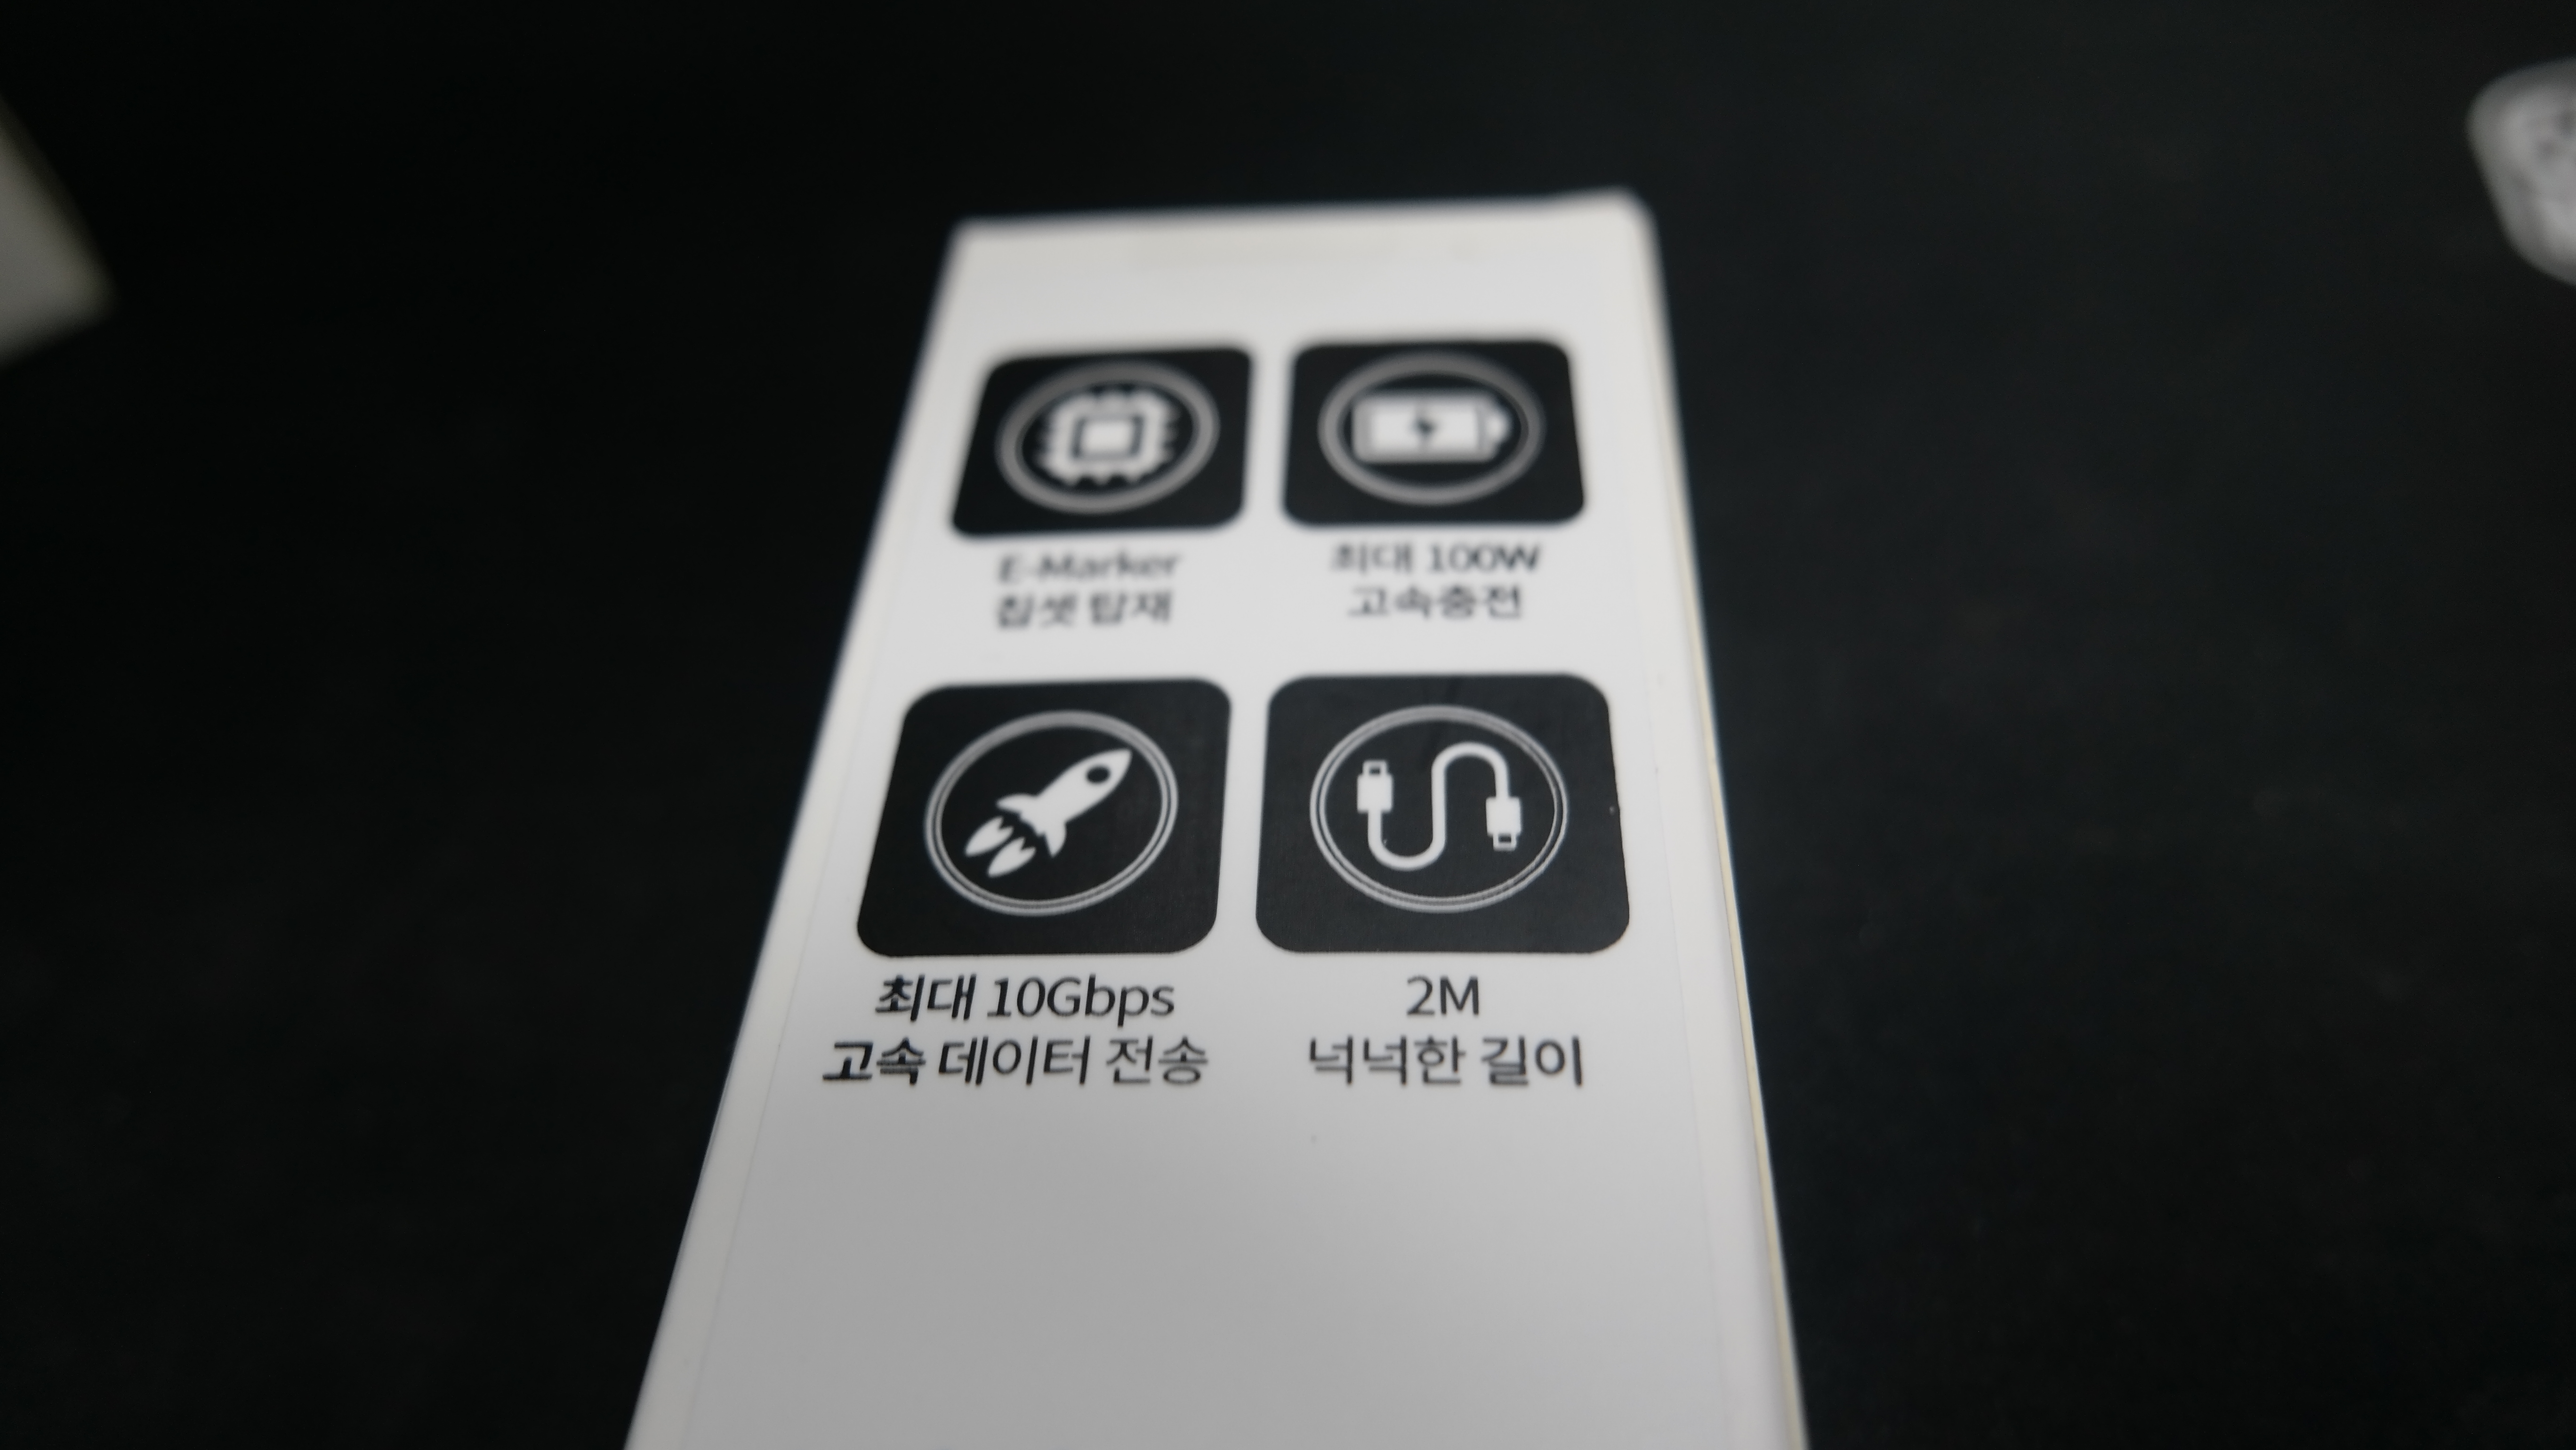 E-Marker
칩셋 탑재
최대 100W
고속충전
최대 10Gbps
고속 데이터 전송
2M
넉넉한 길이